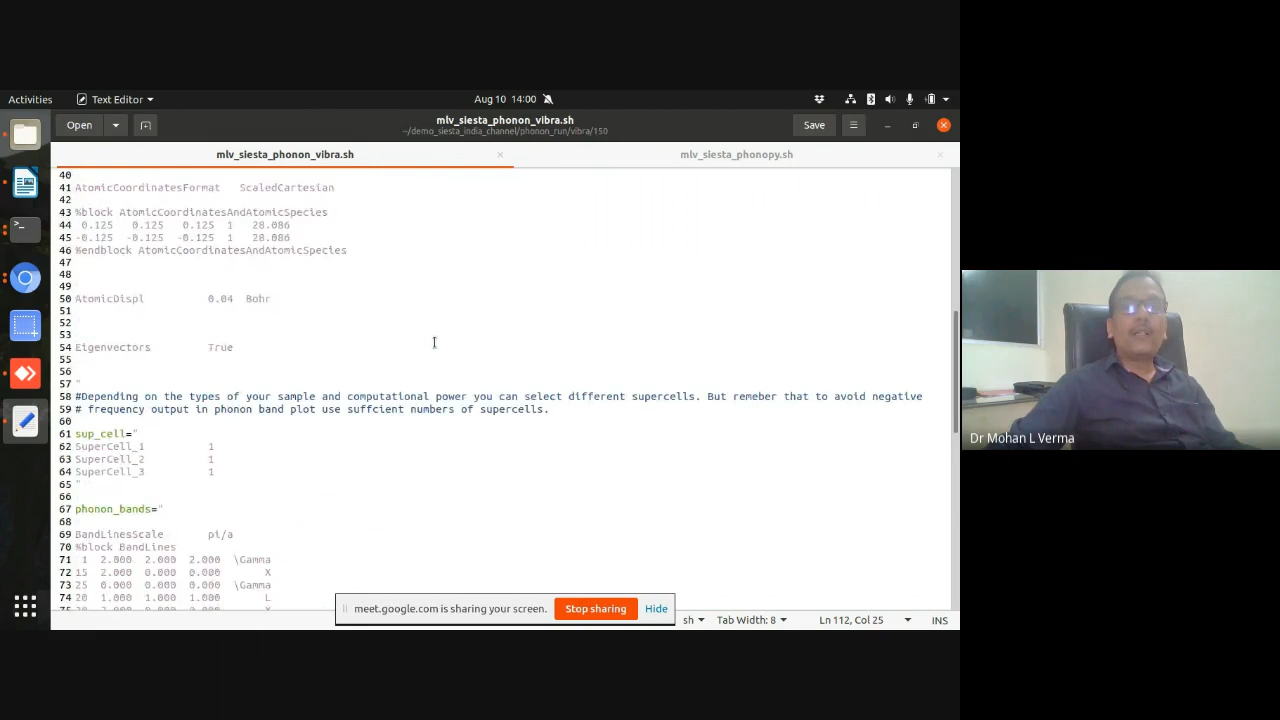 Activities
Text Editor
Aug 10 14:00
Open
mlv_siesta_phonon_vibra.sh
~/demo_siesta_india_channel/phonon_run/vibra/150
Save
mlv_siesta_phonon_vibra.sh
mlv_siesta_phonopy.sh
40
41 AtomicCoordinatesFormat ScaledCartesian
42
43 %block AtomicCoordinatesAndAtomicSpecies
44 0.125 0.125 0.125 1 28.086
45 -0.125 -0.125 -0.125 1 28.086
46 %endblock AtomicCoordinatesAndAtomicSpecies
47
48
49
50 AtomicDispl 0.04 Bohr
51
52
53
54 Eigenvectors True
55
56
57 "
58 #Depending on the types of your sample and computational power you can select different supercells. But remeber that to avoid negative
59 # frequency output in phonon band plot use suffcient numbers of supercells.
60
61 sup_cell="
62 SuperCell_1 1
63 SuperCell_2 1
64 SuperCell_3 1
65 "
66
67 phonon_bands="
68
69 BandLinesScale pi/a
70 %block BandLines
71 1 2.000 2.000 2.000 \Gamma
72 15 2.000 0.000 0.000 X
73 25 0.000 0.000 0.000 \Gamma
74 20 1.000 1.000 1.000 L
meet.google.com is sharing your screen.
Stop sharing
Hide
sh
Tab Width: 8
Ln 112, Col 25
INS
Dr Mohan L Verma